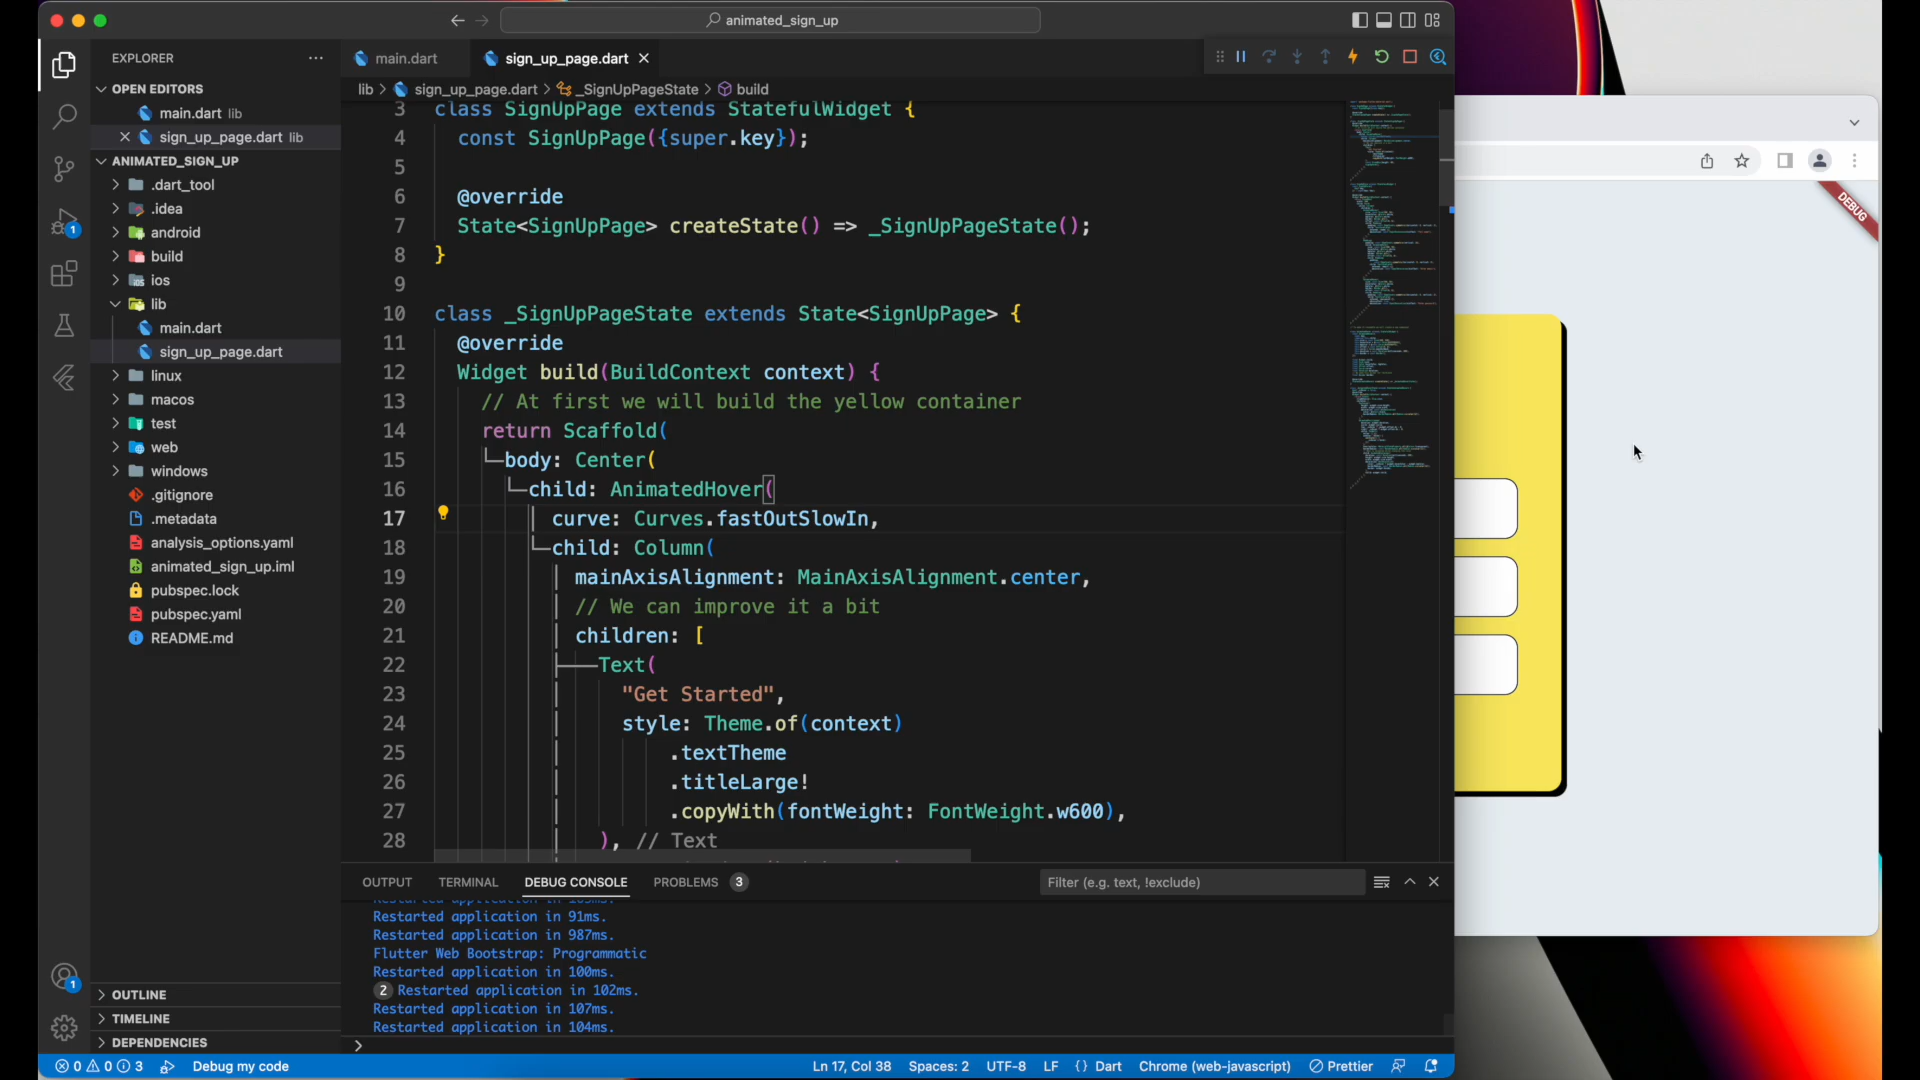 animated_sign_up
EXPLORER
OPEN EDITORS
main.dart lib
sign_up_page.dart lib
ANIMATED_SIGN_UP
.dart_tool
.idea
android
build
ios
lib
main.dart
sign_up_page.dart
linux
macos
test
web
windows
.gitignore
.metadata
analysis_options.yaml
animated_sign_up.iml
pubspec.lock
pubspec.yaml
README.md
OUTLINE
TIMELINE
DEPENDENCIES
main.dart
sign_up_page.dart
lib > sign_up_page.dart > _SignUpPageState > build
3 class SignUpPage extends StatefulWidget {
4 const SignUpPage({super.key});
5
6 @override
7 State<SignUpPage> createState() => _SignUpPageState();
8 }
9
10 class _SignUpPageState extends State<SignUpPage> {
11 @override
12 Widget build(BuildContext context) {
13 // At first we will build the yellow container
14 return Scaffold(
15 body: Center(
16 child: AnimatedHover(
17 curve: Curves.fastOutSlowIn,
18 child: Column(
19 mainAxisAlignment: MainAxisAlignment.center,
20 // We can improve it a bit
21 children: [
22 Text(
23 "Get Started",
24 style: Theme.of(context)
25 .textTheme
26 .titleLarge!
27 .copyWith(fontWeight: FontWeight.w600),
28 ), // Text
OUTPUT TERMINAL DEBUG CONSOLE PROBLEMS 3
Filter (e.g. text, !exclude)
Restarted application in 91ms.
Restarted application in 987ms.
Flutter Web Bootstrap: Programmatic
Restarted application in 100ms.
2 Restarted application in 102ms.
Restarted application in 107ms.
Restarted application in 104ms.
0 0 3 Debug my code
Ln 17, Col 38 Spaces: 2 UTF-8 LF {} Dart Chrome (web-javascript) Prettier
1
1
DEBUG